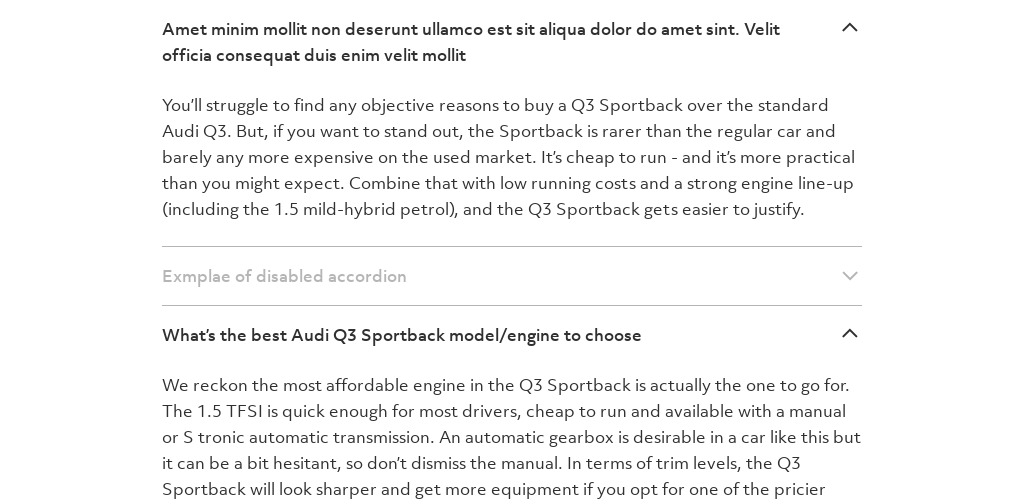 Amet minim mollit non deserunt ullamco est sit aliqua dolor do amet sint. Velit
officia consequat duis enim velit mollit
You’ll struggle to find any objective reasons to buy a Q3 Sportback over the standard
Audi Q3. But, if you want to stand out, the Sportback is rarer than the regular car and
barely any more expensive on the used market. It’s cheap to run - and it’s more practical
than you might expect. Combine that with low running costs and a strong engine line-up
(including the 1.5 mild-hybrid petrol), and the Q3 Sportback gets easier to justify.
Exmplae of disabled accordion
What’s the best Audi Q3 Sportback model/engine to choose
We reckon the most affordable engine in the Q3 Sportback is actually the one to go for.
The 1.5 TFSI is quick enough for most drivers, cheap to run and available with a manual
or S tronic automatic transmission. An automatic gearbox is desirable in a car like this but
it can be a bit hesitant, so don’t dismiss the manual. In terms of trim levels, the Q3
Sportback will look sharper and get more equipment if you opt for one of the pricier